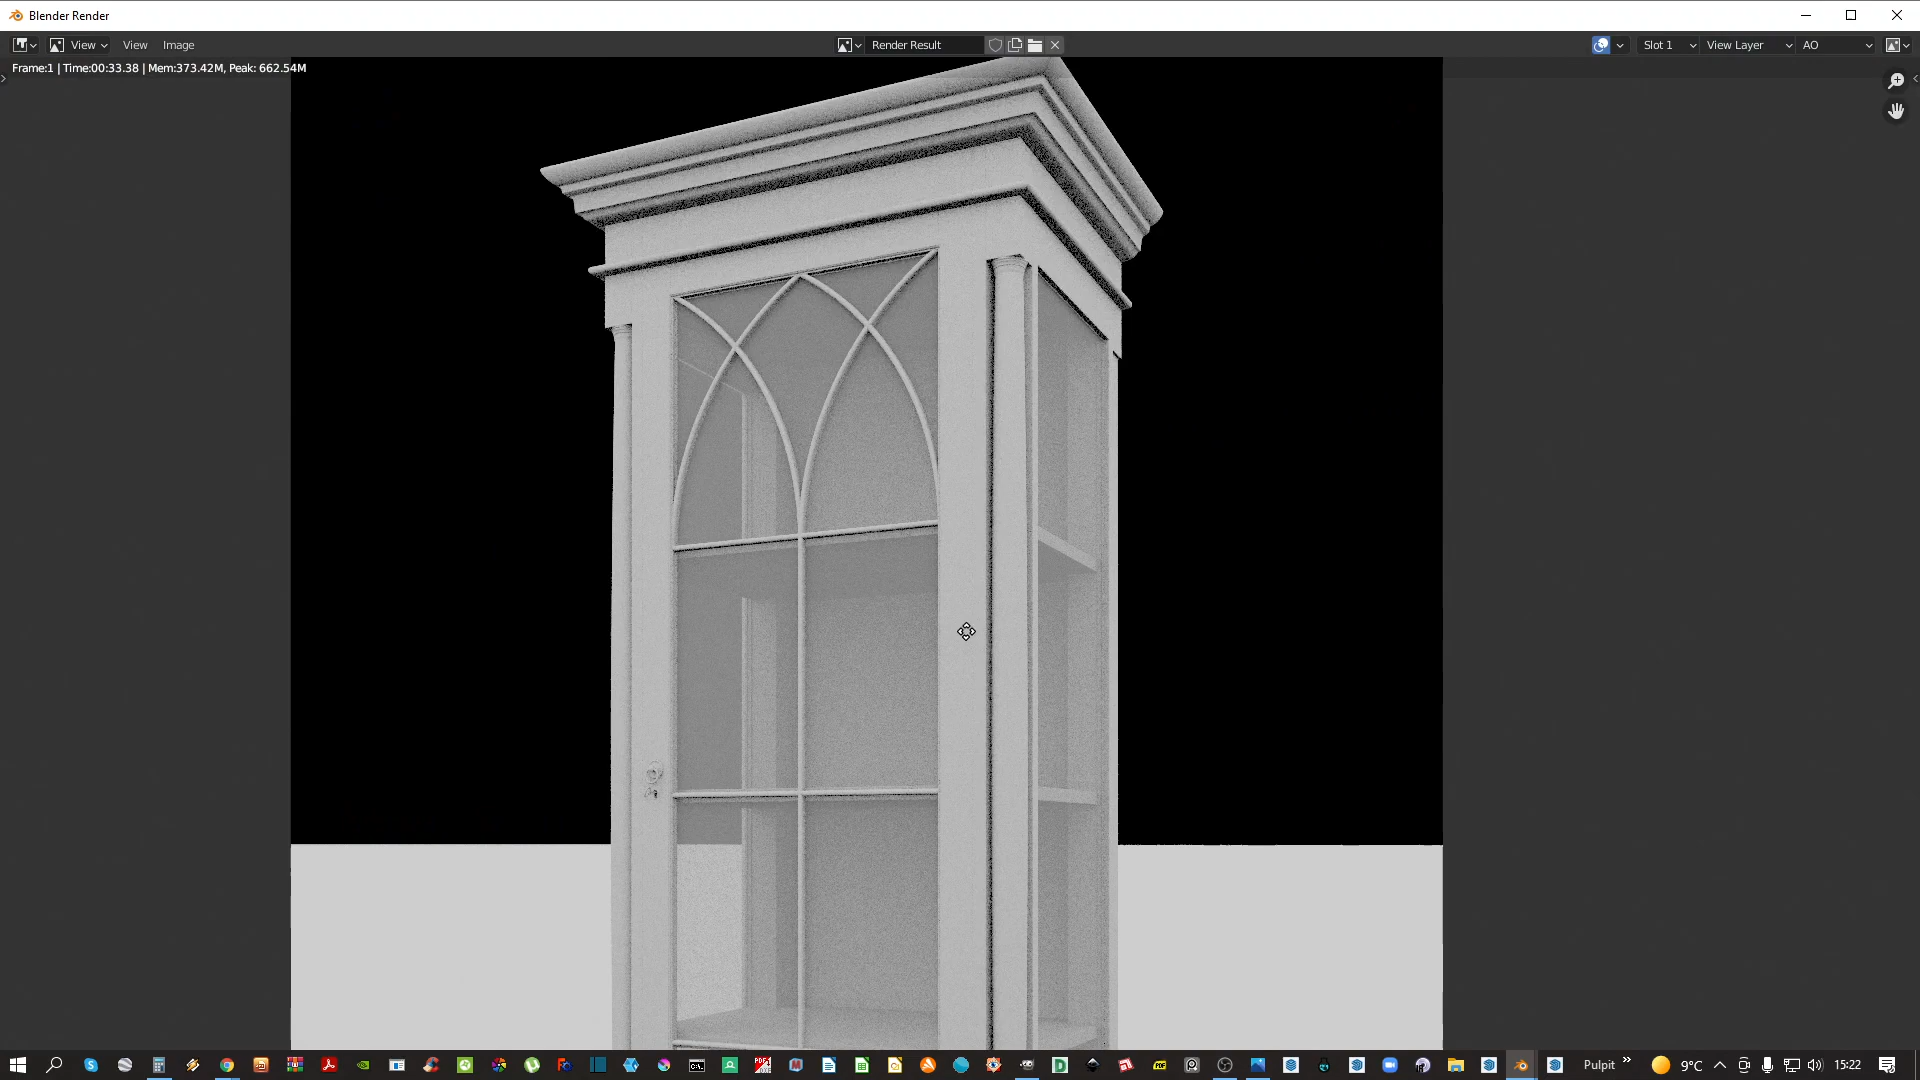 Blender Render
View View Image Render Result Slot 1 View Layer AO
Frame:1 | Time:00:33.38 | Mem:373.42M, Peak: 662.54M
Pulpit 9°C 15:22